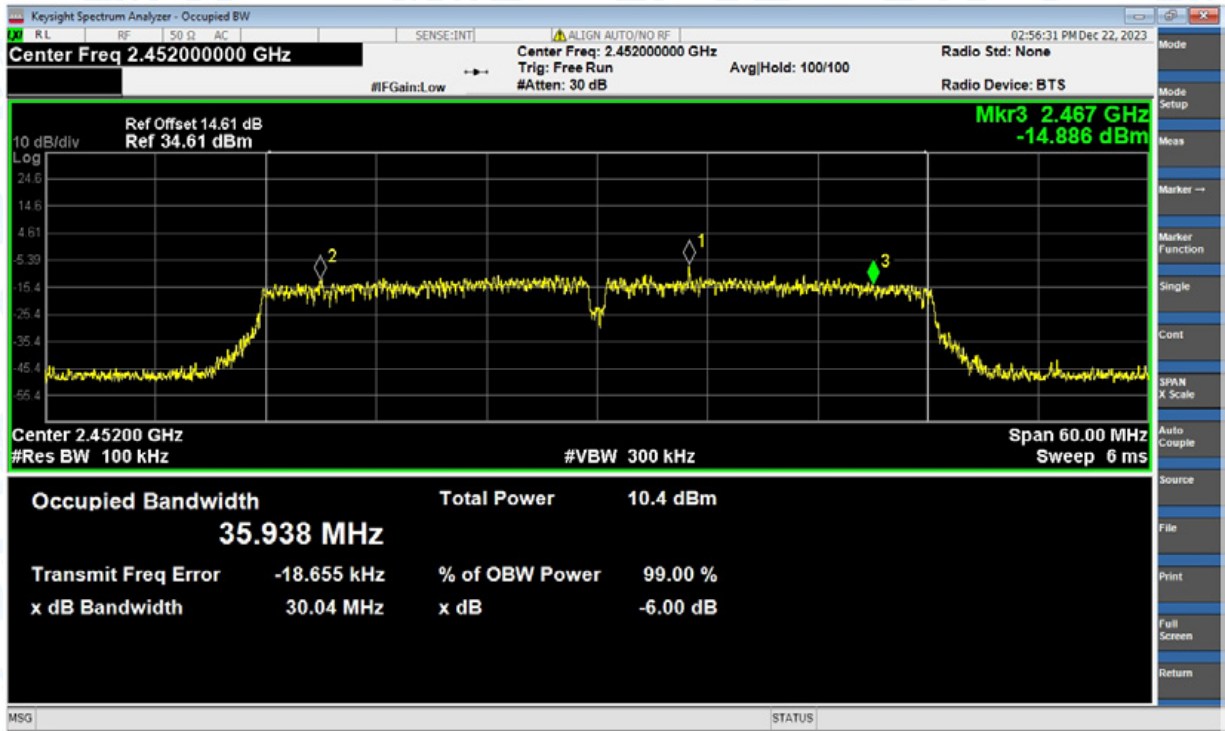 Keysight Spectrum Analyzer - Occupied BW
RL RF 50 Ω AC SENSE:INT ALIGN AUTO/NO RF 02:56:31 PM Dec 22, 2023
Center Freq 2.452000000 GHz
Center Freq: 2.452000000 GHz
Radio Std: None
Trig: Free Run
Avg|Hold: 100/100
#IFGain:Low
#Atten: 30 dB
Radio Device: BTS
Mkr3 2.467 GHz
-14.886 dBm
Ref Offset 14.61 dB
10 dB/div
Ref 34.61 dBm
Log
24.6
14.6
4.61
-5.39
-15.4
-25.4
-35.4
-45.4
-55.4
2
1
3
Center 2.45200 GHz
Span 60.00 MHz
#Res BW 100 kHz
#VBW 300 kHz
Sweep 6 ms
Occupied Bandwidth
35.938 MHz
Total Power 10.4 dBm
Transmit Freq Error -18.655 kHz
% of OBW Power 99.00 %
x dB Bandwidth 30.04 MHz
x dB -6.00 dB
MSG
STATUS
Mode
Mode
Setup
Meas
Marker →
Marker
Function
Single
Cont
SPAN
X Scale
Auto
Couple
Source
File
Print
Full
Screen
Return